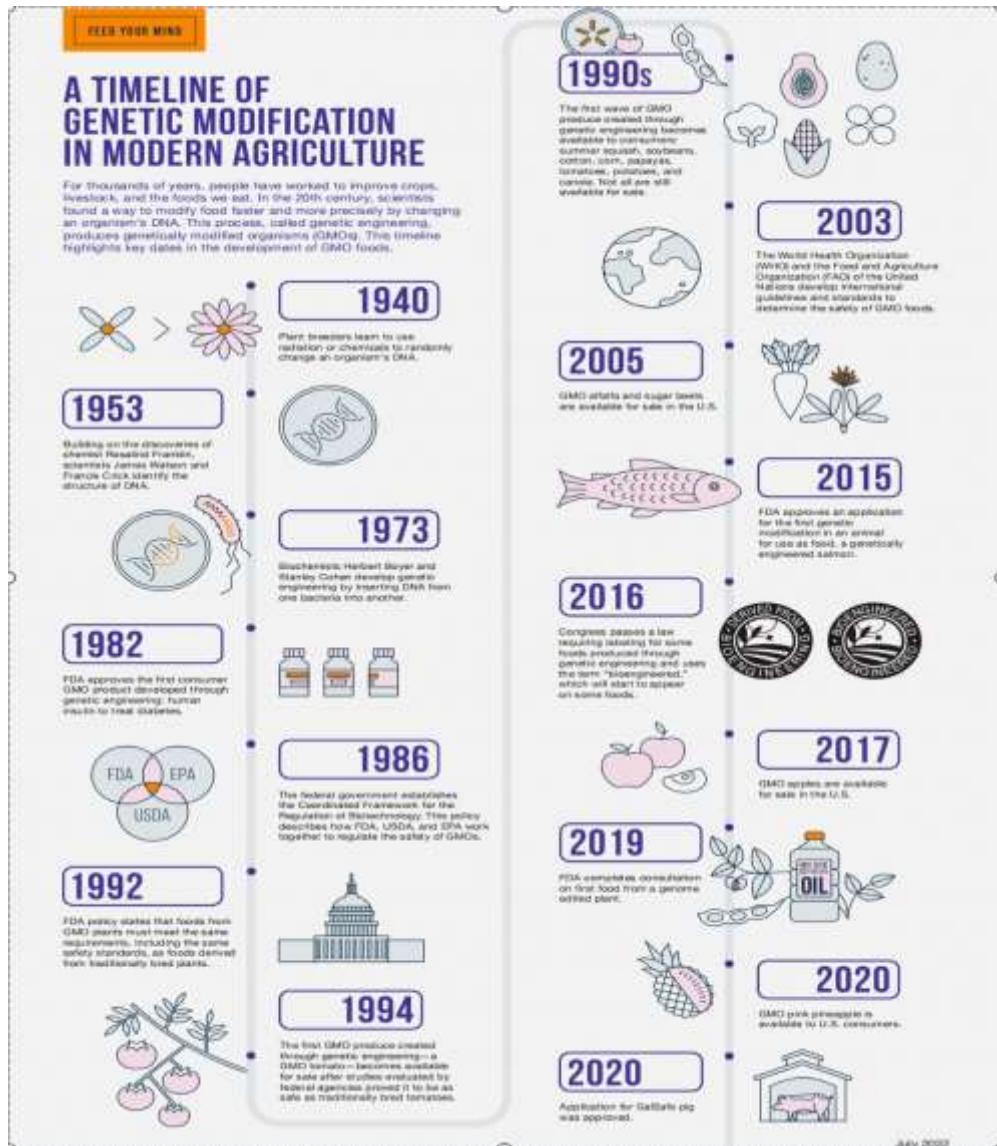 FEED YOUR MIND
A TIMELINE OF
GENETIC MODIFICATION
IN MODERN AGRICULTURE
For thousands of years, people have worked to improve crops,
livestock, and the foods we eat. In the 20th century, scientists
found a way to modify food faster and more precisely by changing
an organism's DNA. This process, called genetic engineering,
produces genetically modified organisms (GMOs). This timeline
highlights key dates in the development of GMO foods.
1940
Plant breeders learn to use
radiation or chemicals to randomly
change an organism's DNA.
1953
Building on the discoveries of
chemist Rosalind Franklin,
scientists James Watson and
Francis Crick identify the
structure of DNA.
1973
Biochemists Herbert Boyer and
Stanley Cohen develop genetic
engineering by inserting DNA from
one bacteria into another.
1982
FDA approves the first consumer
GMO product developed through
genetic engineering: human
insulin to treat diabetes.
FDA
EPA
USDA
1986
The federal government establishes
the Coordinated Framework for the
Regulation of Biotechnology. This policy
describes how FDA, USDA, and EPA work
together to regulate the safety of GMOs.
1992
FDA policy states that foods from
GMO plants must meet the same
requirements, including the same
safety standards, as foods derived
from traditionally bred plants.
1994
The first GMO produce created
through genetic engineering—a
GMO tomato—becomes available
for sale after studies evaluated by
federal agencies proved it to be as
safe as traditionally bred tomatoes.
1990s
The first wave of GMO
produce created through
genetic engineering becomes
available to consumers:
summer squash, soybeans,
cotton, corn, papayas,
tomatoes, potatoes, and
canola. Not all are still
available for sale.
2003
The World Health Organization
(WHO) and the Food and Agriculture
Organization (FAO) of the United
Nations develop international
guidelines and standards to
determine the safety of GMO foods.
2005
GMO alfalfa and sugar beets
are available for sale in the U.S.
2015
FDA approves an application
for the first genetic
modification in an animal
for use as food, a genetically
engineered salmon.
2016
Congress passes a law
requiring labeling for some
foods produced through
genetic engineering and uses
the term "bioengineered,"
which will start to appear
on some foods.
DERIVED FROM
BIOENGINEERING
BIOENGINEERED
BIOENGINEERED
2017
GMO apples are available
for sale in the U.S.
2019
FDA completes consultation
on first food from a genome
edited plant.
OIL
2020
GMO pink pineapple is
available to U.S. consumers.
2020
Application for GalSafe pig
was approved.